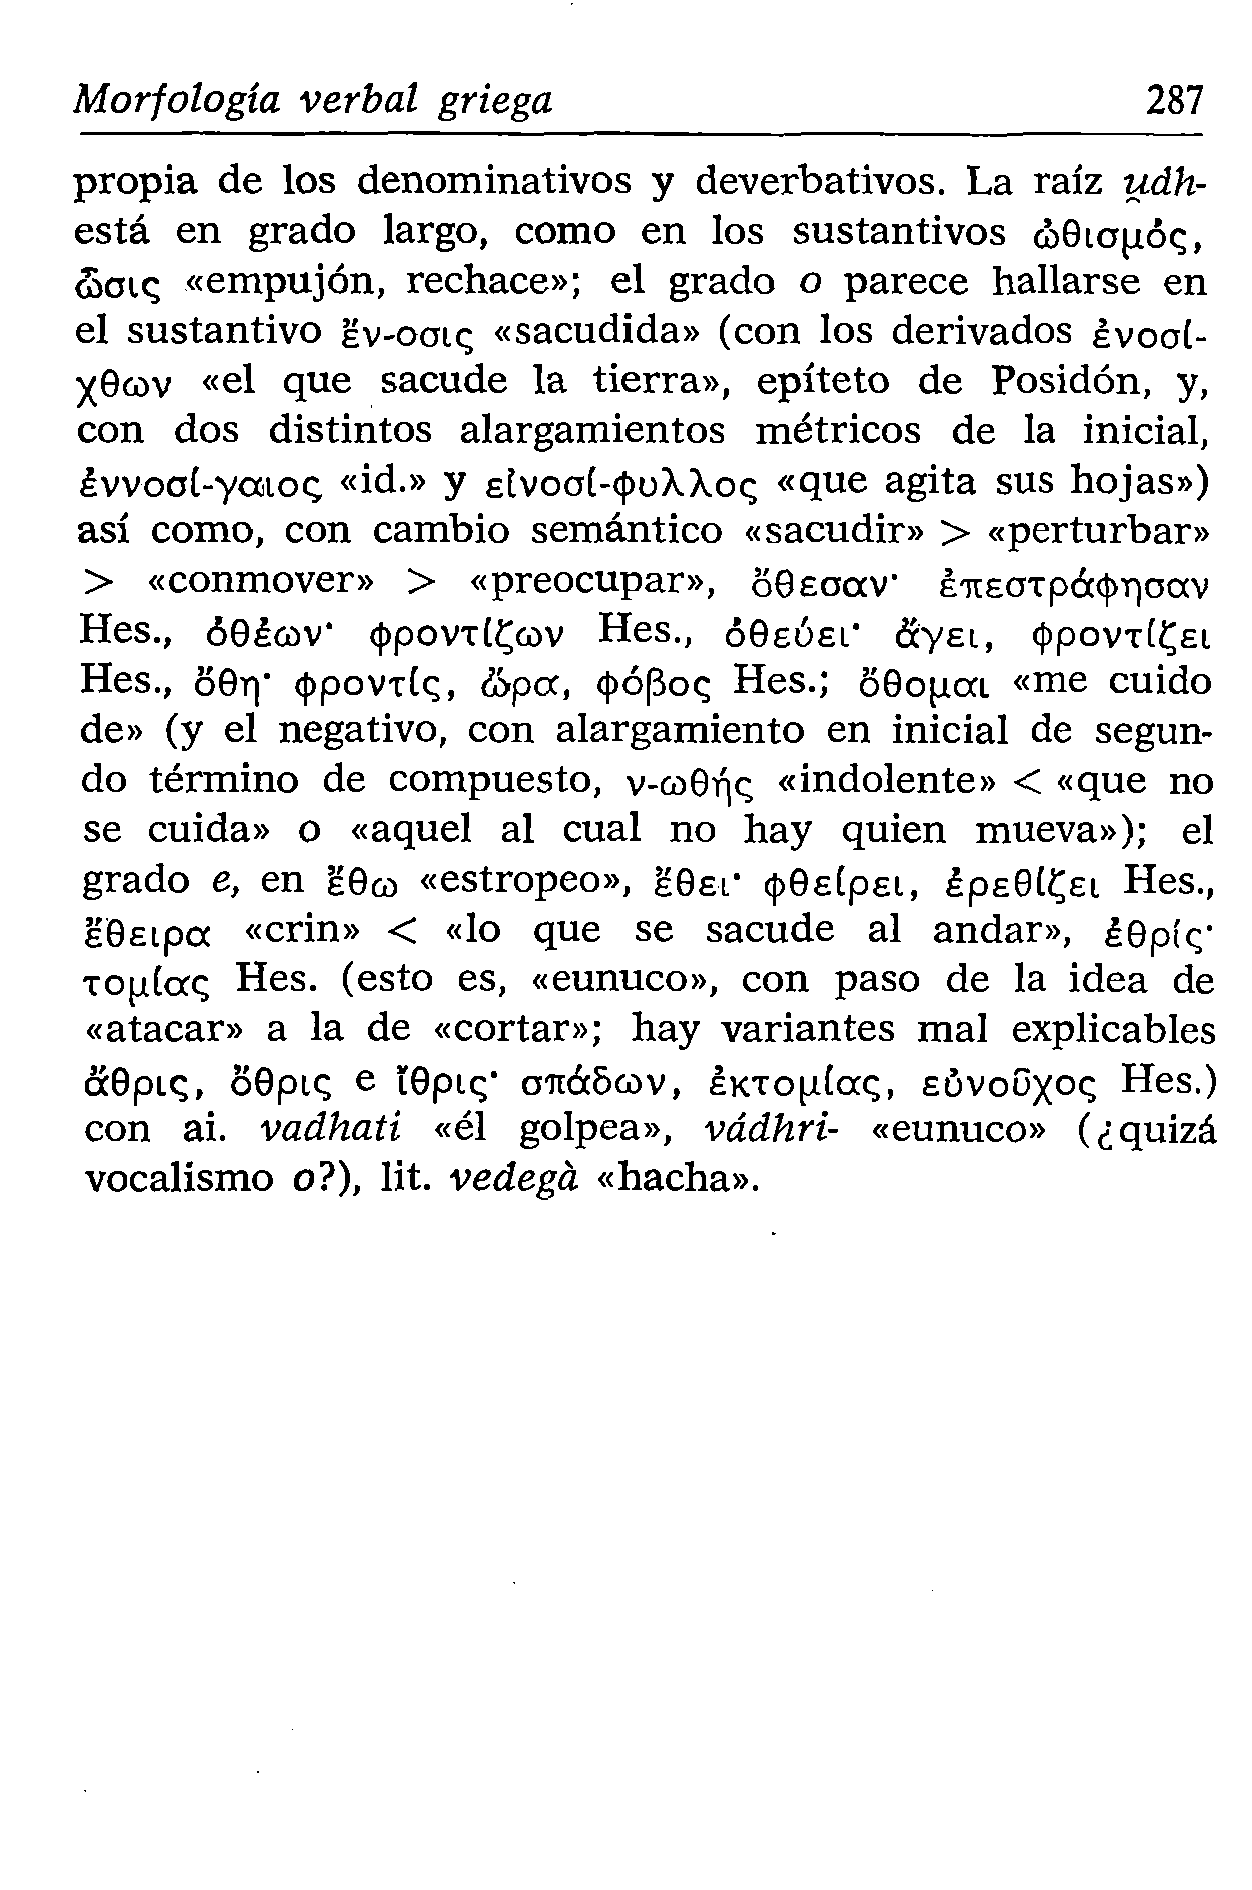 Morfología verbal griega 287
propia de los denominativos y deverbativos. La raíz u̯dh-
está en grado largo, como en los sustantivos ὠθισμός,
ὦσις «empujón, rechace»; el grado o parece hallarse en
el sustantivo ἔν-οσις «sacudida» (con los derivados ἐνοσί-
χθων «el que sacude la tierra», epíteto de Posidón, y,
con dos distintos alargamientos métricos de la inicial,
ἐννοσί-γαιος «id.» y εἰνοσί-φυλλος «que agita sus hojas»)
así como, con cambio semántico «sacudir» > «perturbar»
> «conmover» > «preocupar», ὄθεσαν· ἐπεστράφησαν
Hes., ὀθέων· φροντίζων Hes., ὀθεύει· ἄγει, φροντίζει
Hes., ὄθη· φροντίς, ὤρα, φόβος Hes.; ὄθομαι «me cuido
de» (y el negativo, con alargamiento en inicial de segun-
do término de compuesto, ν-ωθής «indolente» < «que no
se cuida» o «aquel al cual no hay quien mueva»); el
grado e, en ἔθω «estropeo», ἔθει· φθείρει, ἐρεθίζει Hes.,
ἔθειρα «crin» < «lo que se sacude al andar», ἐθρίς·
τομίας Hes. (esto es, «eunuco», con paso de la idea de
«atacar» a la de «cortar»; hay variantes mal explicables
ἄθρις, ὄθρις e ἴθρις· σπάδων, ἐκτομίας, εὐνοῦχος Hes.)
con ai. vadhati «él golpea», vádhri- «eunuco» (¿quizá
vocalismo o?), lit. vedegà «hacha».